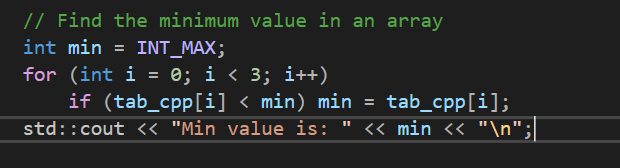 // Find the minimum value in an array
int min = INT_MAX;
for (int i = 0; i < 3; i++)
    if (tab_cpp[i] < min) min = tab_cpp[i];
std::cout << "Min value is: " << min << "\n";